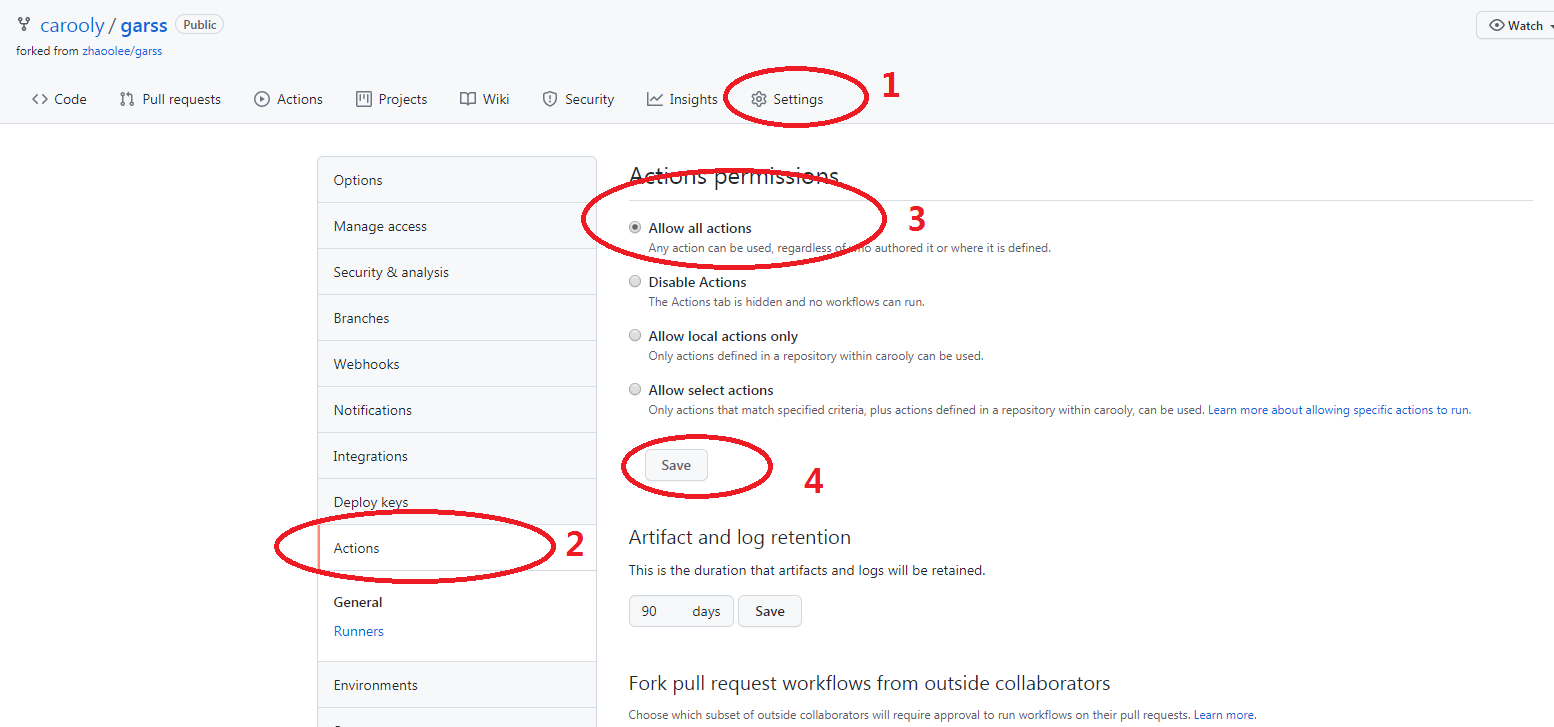 carooly / garss Public
Watch
forked from zhaoolee/garss
Code Pull requests Actions Projects Wiki Security Insights Settings 1
Options
Manage access
Security & analysis
Branches
Webhooks
Notifications
Integrations
Deploy keys
Actions 2
General
Runners
Environments
Actions permissions
Allow all actions 3
Any action can be used, regardless of who authored it or where it is defined.
Disable Actions
The Actions tab is hidden and no workflows can run.
Allow local actions only
Only actions defined in a repository within carooly can be used.
Allow select actions
Only actions that match specified criteria, plus actions defined in a repository within carooly, can be used. Learn more about allowing specific actions to run.
Save 4
Artifact and log retention
This is the duration that artifacts and logs will be retained.
90 days Save
Fork pull request workflows from outside collaborators
Choose which subset of outside collaborators will require approval to run workflows on their pull requests. Learn more.